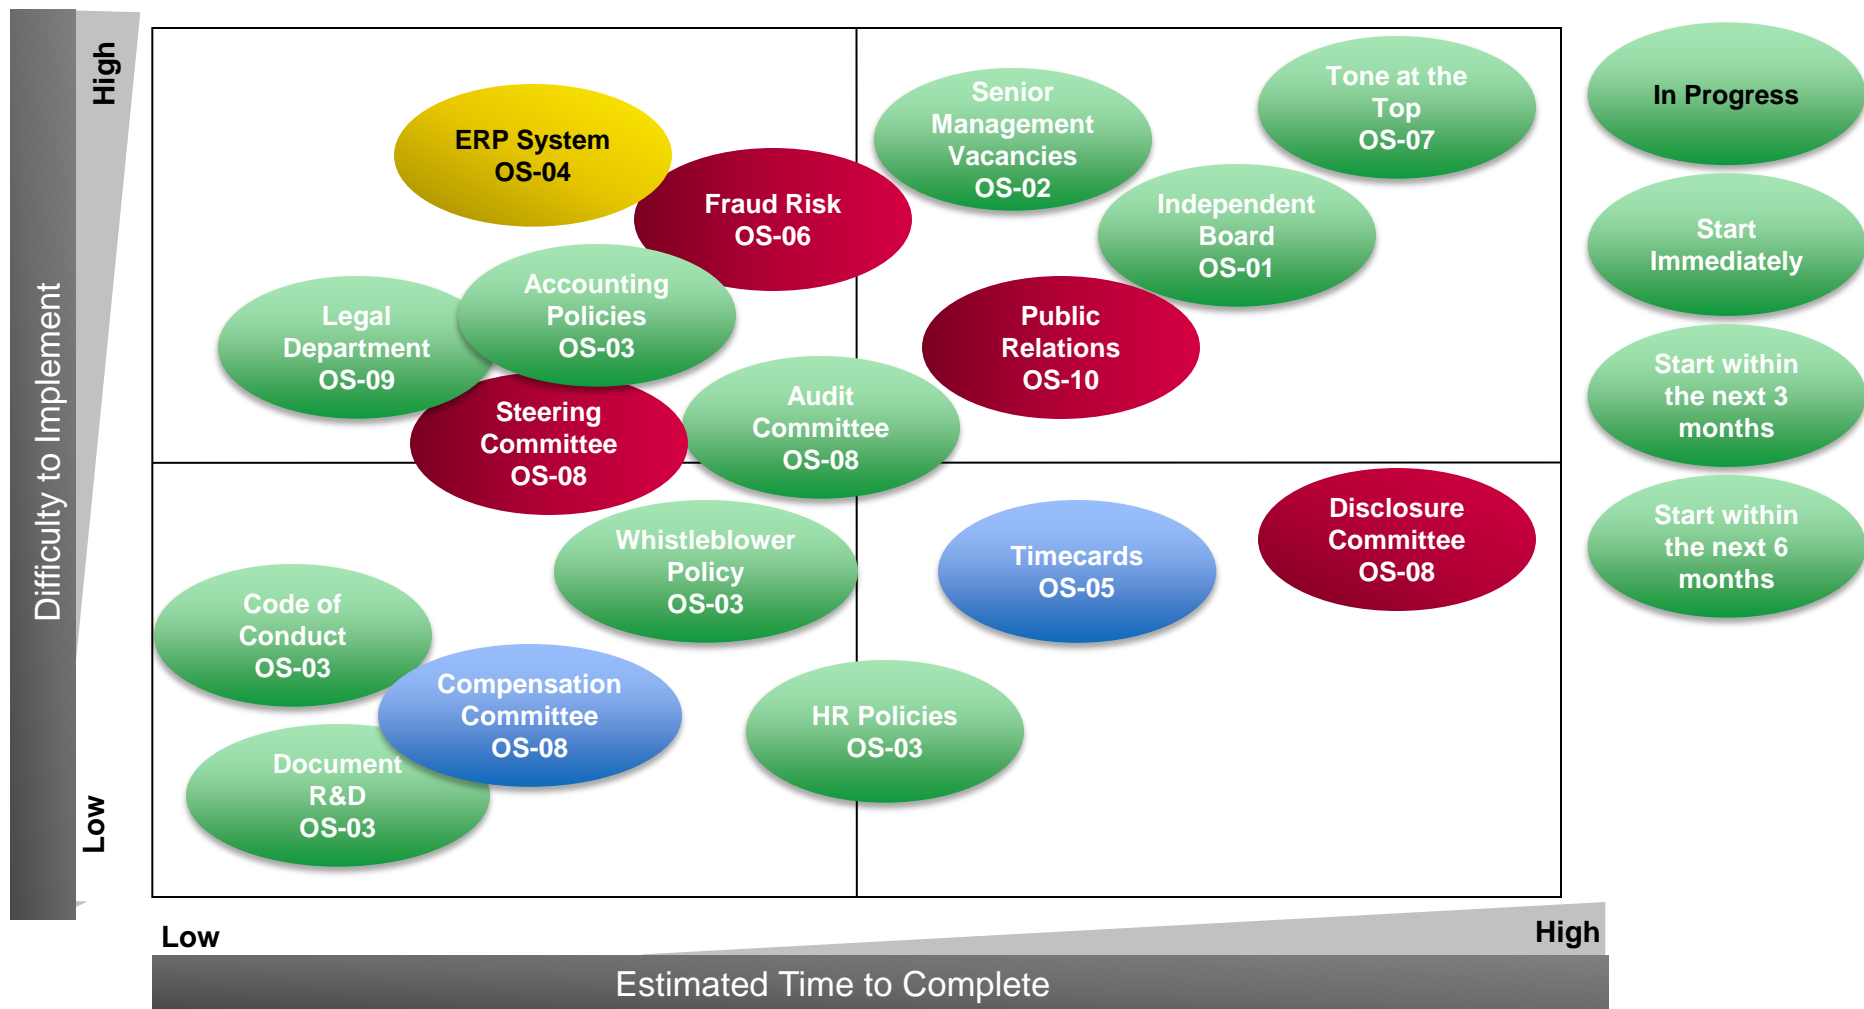 High
Difficulty to Implement
Low
ERP System
OS-04
Fraud Risk
OS-06
Senior
Management
Vacancies
OS-02
Tone at the
Top
OS-07
Independent
Board
OS-01
Legal
Department
OS-09
Accounting
Policies
OS-03
Public
Relations
OS-10
Steering
Committee
OS-08
Audit
Committee
OS-08
Whistleblower
Policy
OS-03
Timecards
OS-05
Disclosure
Committee
OS-08
Code of
Conduct
OS-03
Compensation
Committee
OS-08
HR Policies
OS-03
Document
R&D
OS-03
In Progress
Start
Immediately
Start within
the next 3
months
Start within
the next 6
months
Low
High
Estimated Time to Complete